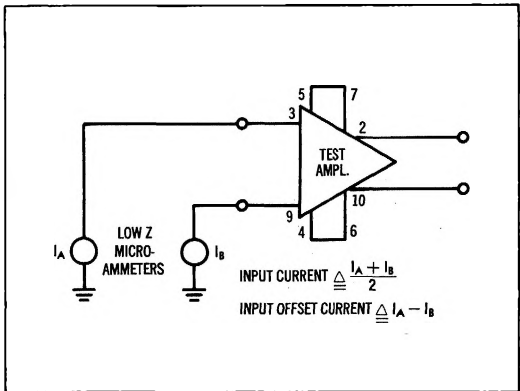 5 7
3
2
TEST
AMPL.
9
10
4 6
LOW Z
MICRO-
AMMETERS
I_A
I_B
INPUT CURRENT ≜ (I_A + I_B)/2
INPUT OFFSET CURRENT ≜ I_A − I_B